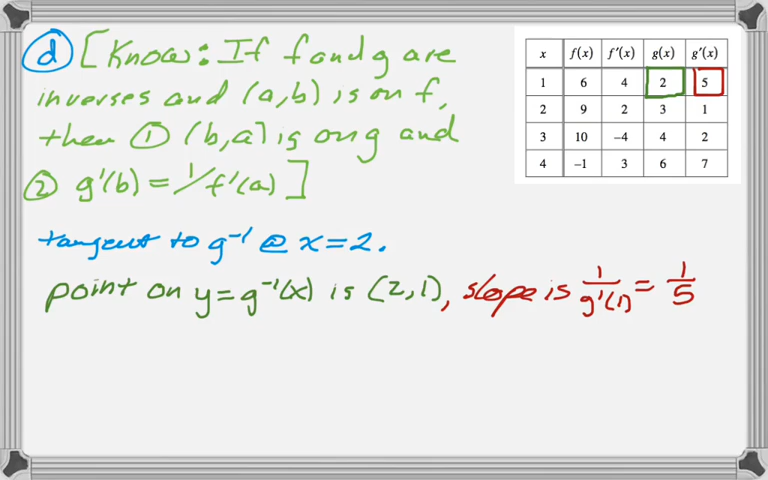 d [Know: If f and g are
inverses and (a,b) is on f,
then ① (b,a) is on g and
② g'(b) = 1/f'(a) ]
x f(x) f'(x) g(x) g'(x)
1 6 4 2 5
2 9 2 3 1
3 10 −4 4 2
4 −1 3 6 7
tangent to g⁻¹ @ x=2.
point on y=g⁻¹(x) is (2,1), slope is 1/g'(1) = 1/5